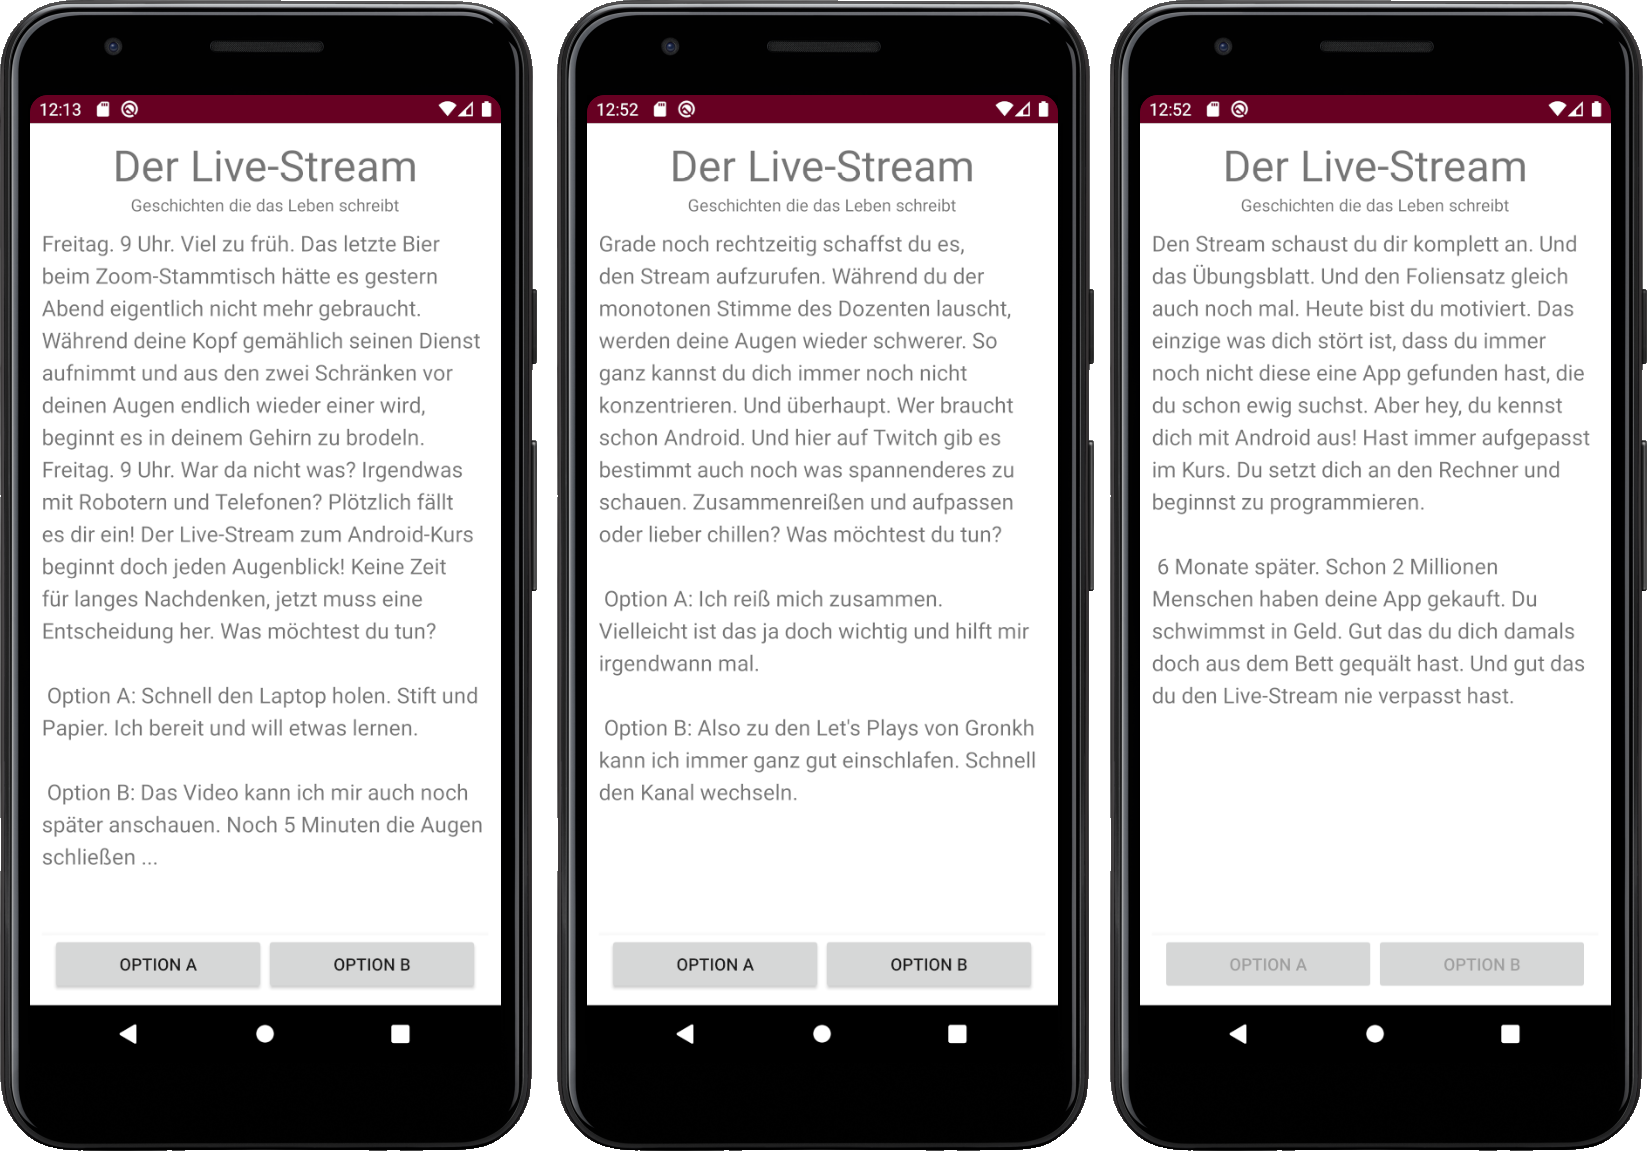 12:13
Der Live-Stream
Geschichten die das Leben schreibt
Freitag. 9 Uhr. Viel zu früh. Das letzte Bier
beim Zoom-Stammtisch hätte es gestern
Abend eigentlich nicht mehr gebraucht.
Während deine Kopf gemählich seinen Dienst
aufnimmt und aus den zwei Schränken vor
deinen Augen endlich wieder einer wird,
beginnt es in deinem Gehirn zu brodeln.
Freitag. 9 Uhr. War da nicht was? Irgendwas
mit Robotern und Telefonen? Plötzlich fällt
es dir ein! Der Live-Stream zum Android-Kurs
beginnt doch jeden Augenblick! Keine Zeit
für langes Nachdenken, jetzt muss eine
Entscheidung her. Was möchtest du tun?
Option A: Schnell den Laptop holen. Stift und
Papier. Ich bereit und will etwas lernen.
Option B: Das Video kann ich mir auch noch
später anschauen. Noch 5 Minuten die Augen
schließen ...
OPTION A
OPTION B
12:52
Der Live-Stream
Geschichten die das Leben schreibt
Grade noch rechtzeitig schaffst du es,
den Stream aufzurufen. Während du der
monotonen Stimme des Dozenten lauscht,
werden deine Augen wieder schwerer. So
ganz kannst du dich immer noch nicht
konzentrieren. Und überhaupt. Wer braucht
schon Android. Und hier auf Twitch gib es
bestimmt auch noch was spannenderes zu
schauen. Zusammenreißen und aufpassen
oder lieber chillen? Was möchtest du tun?
Option A: Ich reiß mich zusammen.
Vielleicht ist das ja doch wichtig und hilft mir
irgendwann mal.
Option B: Also zu den Let's Plays von Gronkh
kann ich immer ganz gut einschlafen. Schnell
den Kanal wechseln.
OPTION A
OPTION B
12:52
Der Live-Stream
Geschichten die das Leben schreibt
Den Stream schaust du dir komplett an. Und
das Übungsblatt. Und den Foliensatz gleich
auch noch mal. Heute bist du motiviert. Das
einzige was dich stört ist, dass du immer
noch nicht diese eine App gefunden hast, die
du schon ewig suchst. Aber hey, du kennst
dich mit Android aus! Hast immer aufgepasst
im Kurs. Du setzt dich an den Rechner und
beginnst zu programmieren.
6 Monate später. Schon 2 Millionen
Menschen haben deine App gekauft. Du
schwimmst in Geld. Gut das du dich damals
doch aus dem Bett gequält hast. Und gut das
du den Live-Stream nie verpasst hast.
OPTION A
OPTION B